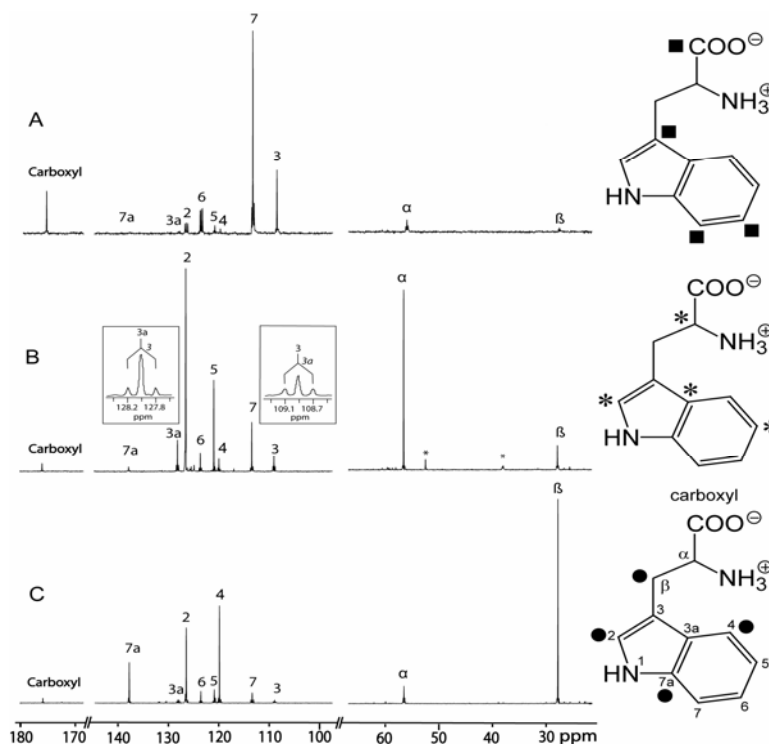 A
Carboxyl
7a
3a
2
6
5
4
7
3
α
ß
COO⊖
NH3⊕
HN
B
Carboxyl
7a
3a
2
6
5
4
7
3
α
*
*
ß
3a
3
128.2 127.8
ppm
3
3a
109.1 108.7
ppm
COO⊖
*
NH3⊕
*
*
*
HN
C
Carboxyl
7a
3a
2
6
5
4
7
3
α
ß
carboxyl
COO⊖
α
NH3⊕
β
3
2
3a
4
5
1
HN
7a
7
6
180 170 140 130 120 110 100 60 50 40 30 ppm